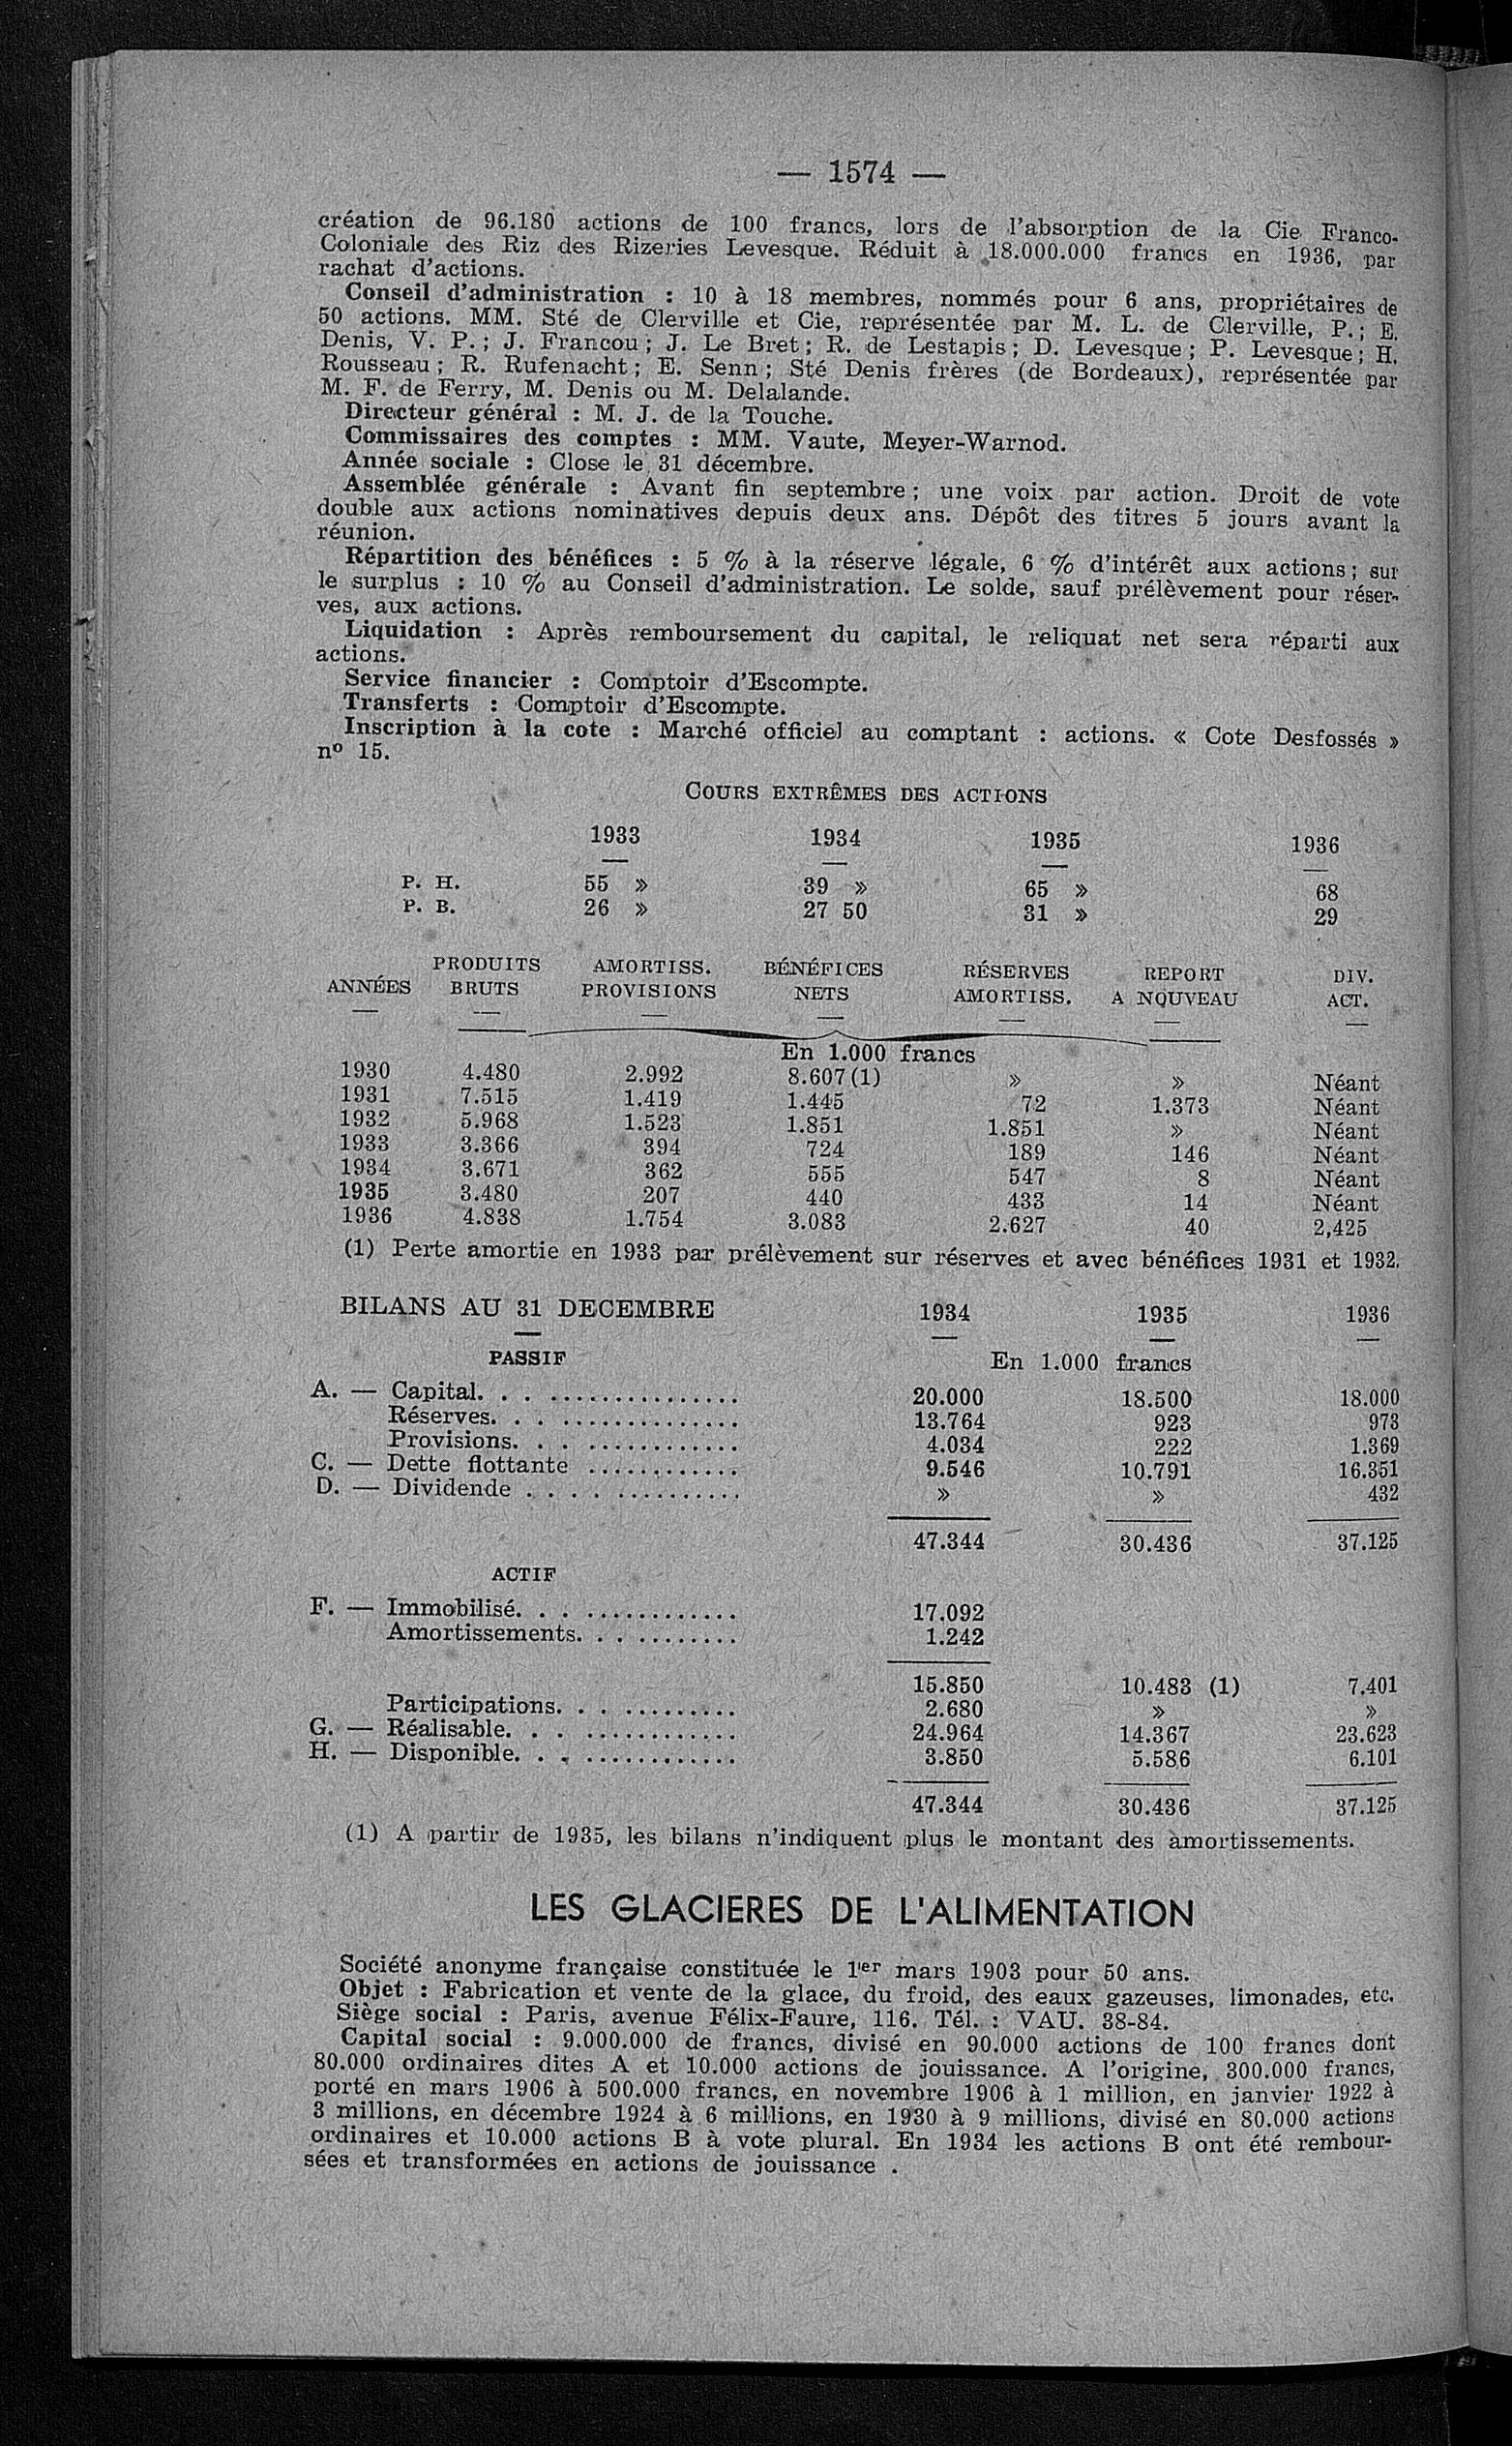 — 1574 —
création de 96.180 actions de 100 francs, lors de l'absorption de la Cie Franco-
Coloniale des Riz des Rizeries Levesque. Réduit à 18.000.000 francs en 1936, par
rachat d'actions.
Conseil d'administration : 10 à 18 membres, nommés pour 6 ans, propriétaires de
50 actions. MM. Sté de Clerville et Cie, représentée par M. L. de Clerville, P.; E.
Denis, V. P.; J. Francou; J. Le Bret; R. de Lestapis; D. Levesque; P. Levesque; H.
Rousseau; R. Rufenacht; E. Senn; Sté Denis frères (de Bordeaux), représentée par
M. F. de Ferry, M. Denis ou M. Delalande.
Directeur général : M. J. de la Touche.
Commissaires des comptes : MM. Vaute, Meyer-Warnod.
Année sociale : Close le 31 décembre.
Assemblée générale : Avant fin septembre; une voix par action. Droit de vote
double aux actions nominatives depuis deux ans. Dépôt des titres 5 jours avant la
réunion.
Répartition des bénéfices : 5 % à la réserve légale, 6 % d'intérêt aux actions; sur
le surplus : 10 % au Conseil d'administration. Le solde, sauf prélèvement pour réser-
ves, aux actions.
Liquidation : Après remboursement du capital, le reliquat net sera réparti aux
actions.
Service financier : Comptoir d'Escompte.
Transferts : Comptoir d'Escompte.
Inscription à la cote : Marché officiel au comptant : actions. « Cote Desfossés »
nº 15.
COURS EXTRÊMES DES ACTIONS
1933 1934 1935 1936
P. H. 55 » 39 » 65 » 68
P. B. 26 » 27 50 31 » 29
PRODUITS AMORTISS. BÉNÉFICES RÉSERVES REPORT DIV.
ANNÉES BRUTS PROVISIONS NETS AMORTISS. A NOUVEAU ACT.
En 1.000 francs
1930 4.480 2.992 8.607(1) » » Néant
1931 7.515 1.419 1.445 72 1.373 Néant
1932 5.968 1.523 1.851 1.851 » Néant
1933 3.366 394 724 189 146 Néant
1934 3.671 362 555 547 8 Néant
1935 3.480 207 440 433 14 Néant
1936 4.838 1.754 3.083 2.627 40 2,425
(1) Perte amortie en 1933 par prélèvement sur réserves et avec bénéfices 1931 et 1932.
BILANS AU 31 DECEMBRE 1934 1935 1936
PASSIF En 1.000 francs
A. — Capital. . . ................ 20.000 18.500 18.000
Réserves. . . ............... 13.764 923 973
Provisions. . . ............. 4.034 222 1.369
C. — Dette flottante ............ 9.546 10.791 16.351
D. — Dividende . . . . ............. » » 432
47.344 30.436 37.125
ACTIF
F. — Immobilisé. . . ............. 17.092
Amortissements. . . .......... 1.242
15.850 10.483 (1) 7.401
Participations. . . .......... 2.680 » »
G. — Réalisable. . . ............. 24.964 14.367 23.623
H. — Disponible. . . ............. 3.850 5.586 6.101
47.344 30.436 37.125
(1) A partir de 1935, les bilans n'indiquent plus le montant des amortissements.
LES GLACIERES DE L'ALIMENTATION
Société anonyme française constituée le 1er mars 1903 pour 50 ans.
Objet : Fabrication et vente de la glace, du froid, des eaux gazeuses, limonades, etc.
Siège social : Paris, avenue Félix-Faure, 116. Tél. : VAU. 38-84.
Capital social : 9.000.000 de francs, divisé en 90.000 actions de 100 francs dont
80.000 ordinaires dites A et 10.000 actions de jouissance. A l'origine, 300.000 francs,
porté en mars 1906 à 500.000 francs, en novembre 1906 à 1 million, en janvier 1922 à
3 millions, en décembre 1924 à 6 millions, en 1930 à 9 millions, divisé en 80.000 actions
ordinaires et 10.000 actions B à vote plural. En 1934 les actions B ont été rembour-
sées et transformées en actions de jouissance .